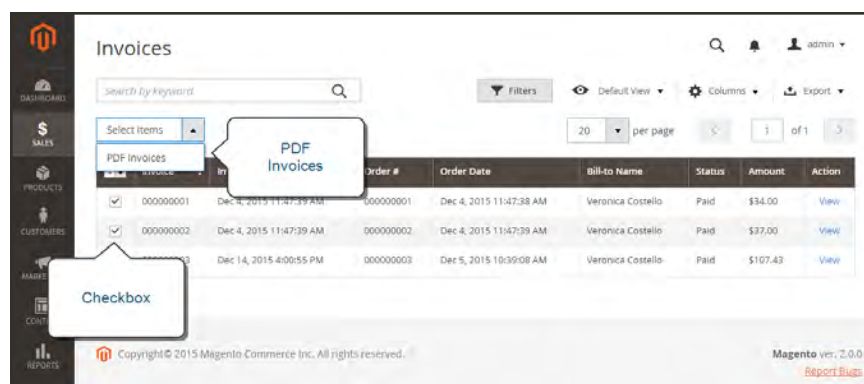 Invoices
admin
Search by keyword
Filters
Default View
Columns
Export
Select Items
20
per page
1
of 1
PDF Invoices
PDF
Invoices
Invoice
In
Order #
Order Date
Bill-to Name
Status
Amount
Action
000000001
Dec 4, 2015 11:47:39 AM
000000001
Dec 4, 2015 11:47:38 AM
Veronica Costello
Paid
$34.00
View
000000002
Dec 4, 2015 11:47:39 AM
000000002
Dec 4, 2015 11:47:39 AM
Veronica Costello
Paid
$37.00
View
Dec 14, 2015 4:00:55 PM
000000003
Dec 5, 2015 10:39:08 AM
Veronica Costello
Paid
$107.43
View
Checkbox
DASHBOARD
$
SALES
PRODUCTS
CUSTOMERS
REPORTS
Copyright© 2015 Magento Commerce Inc. All rights reserved.
Magento ver. 2.0.0
Report Bugs